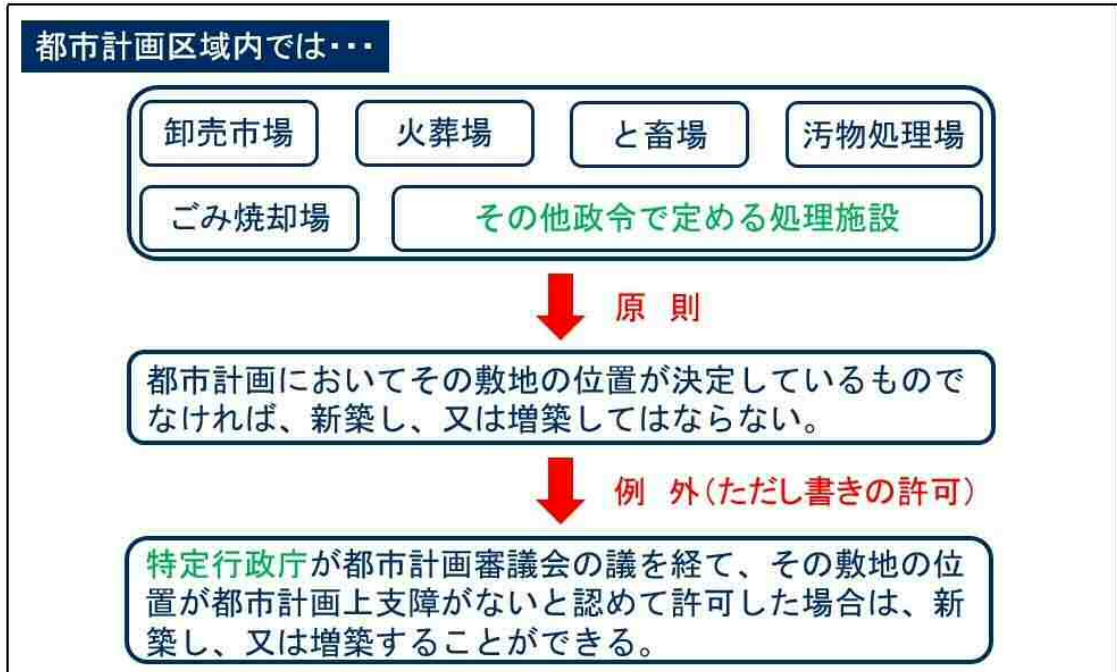 都市計画区域内では・・・
卸売市場 火葬場 と畜場 汚物処理場
ごみ焼却場 その他政令で定める処理施設
原　則
都市計画においてその敷地の位置が決定しているもので
なければ、新築し、又は増築してはならない。
例　外（ただし書きの許可）
特定行政庁が都市計画審議会の議を経て、その敷地の位
置が都市計画上支障がないと認めて許可した場合は、新
築し、又は増築することができる。